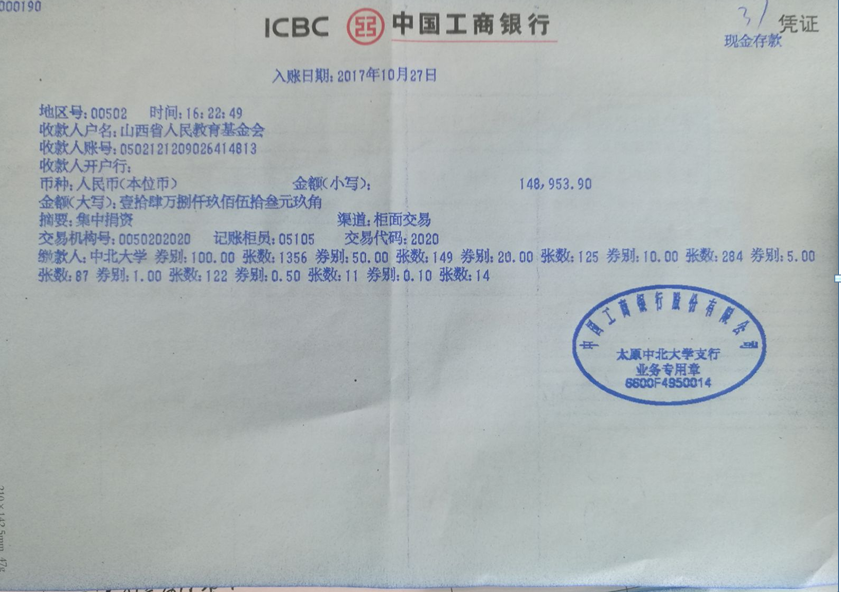 000190
ICBC 中国工商银行
31 凭证
现金存款
入账日期:2017年10月27日
地区号:00502 时间:16:22:49
收款人户名:山西省人民教育基金会
收款人账号:0502121209026414813
收款人开户行:
币种:人民币(本位币) 金额(小写): 148,953.90
金额(大写):壹拾肆万捌仟玖佰伍拾叁元玖角
摘要:集中捐资 渠道:柜面交易
交易机构号:0050202020 记账柜员:05105 交易代码:2020
缴款人:中北大学 券别:100.00 张数:1356 券别:50.00 张数:149 券别:20.00 张数:125 券别:10.00 张数:284 券别:5.00
张数:87 券别:1.00 张数:122 券别:0.50 张数:11 券别:0.10 张数:14
中国工商银行股份有限公司
太原中北大学支行
业务专用章
6600F4950014